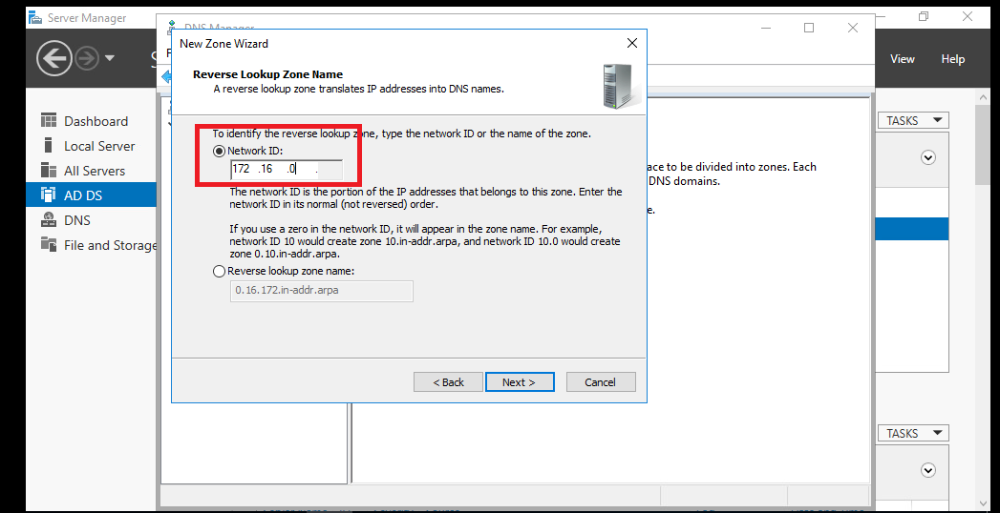 Server Manager
DNS Manager
New Zone Wizard
View
Help
Reverse Lookup Zone Name
A reverse lookup zone translates IP addresses into DNS names.
Dashboard
Local Server
All Servers
AD DS
DNS
File and Storage
To identify the reverse lookup zone, type the network ID or the name of the zone.
Network ID:
172 .16 .0 .
The network ID is the portion of the IP addresses that belongs to this zone. Enter the
network ID in its normal (not reversed) order.
If you use a zero in the network ID, it will appear in the zone name. For example,
network ID 10 would create zone 10.in-addr.arpa, and network ID 10.0 would create
zone 0.10.in-addr.arpa.
Reverse lookup zone name:
0.16.172.in-addr.arpa
< Back
Next >
Cancel
ace to be divided into zones. Each
DNS domains.
e.
TASKS
TASKS